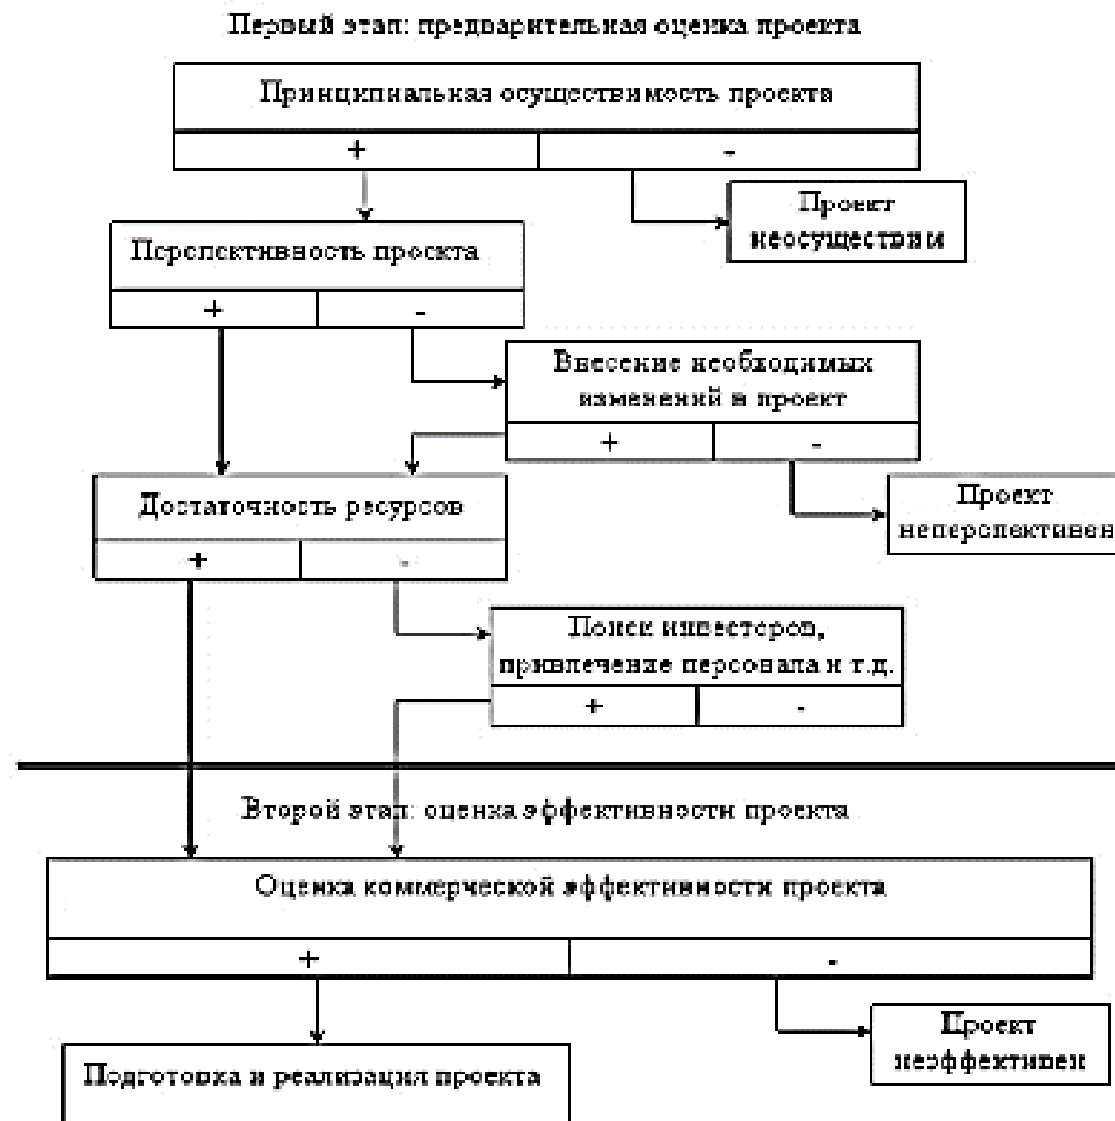 Первый этап: предварительная оценка проекта
Принципиальная осуществимость проекта
+ -
Проект
неосуществим
Перспективность проекта
+ -
Внесение необходимых
изменений в проект
+ -
Проект
неперспективен
Достаточность ресурсов
+ -
Поиск инвесторов,
привлечение персонала и т.д.
+ -
Второй этап: оценка эффективности проекта
Оценка коммерческой эффективности проекта
+ -
Проект
неэффективен
Подготовка и реализация проекта